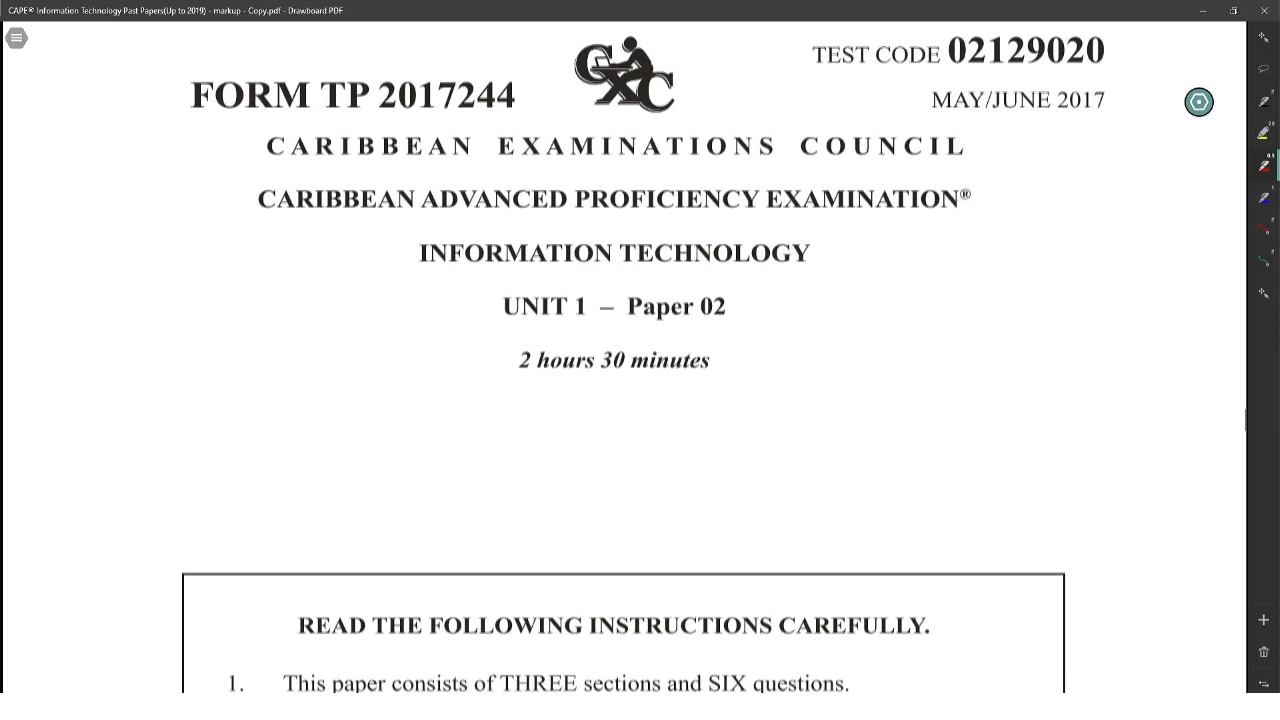 CAPE® Information Technology Past Papers(Up to 2019) - markup - Copy.pdf - Drawboard PDF
TEST CODE 02129020
FORM TP 2017244
CXC
MAY/JUNE 2017
CARIBBEAN EXAMINATIONS COUNCIL
CARIBBEAN ADVANCED PROFICIENCY EXAMINATION®
INFORMATION TECHNOLOGY
UNIT 1 – Paper 02
2 hours 30 minutes
READ THE FOLLOWING INSTRUCTIONS CAREFULLY.
1. This paper consists of THREE sections and SIX questions.